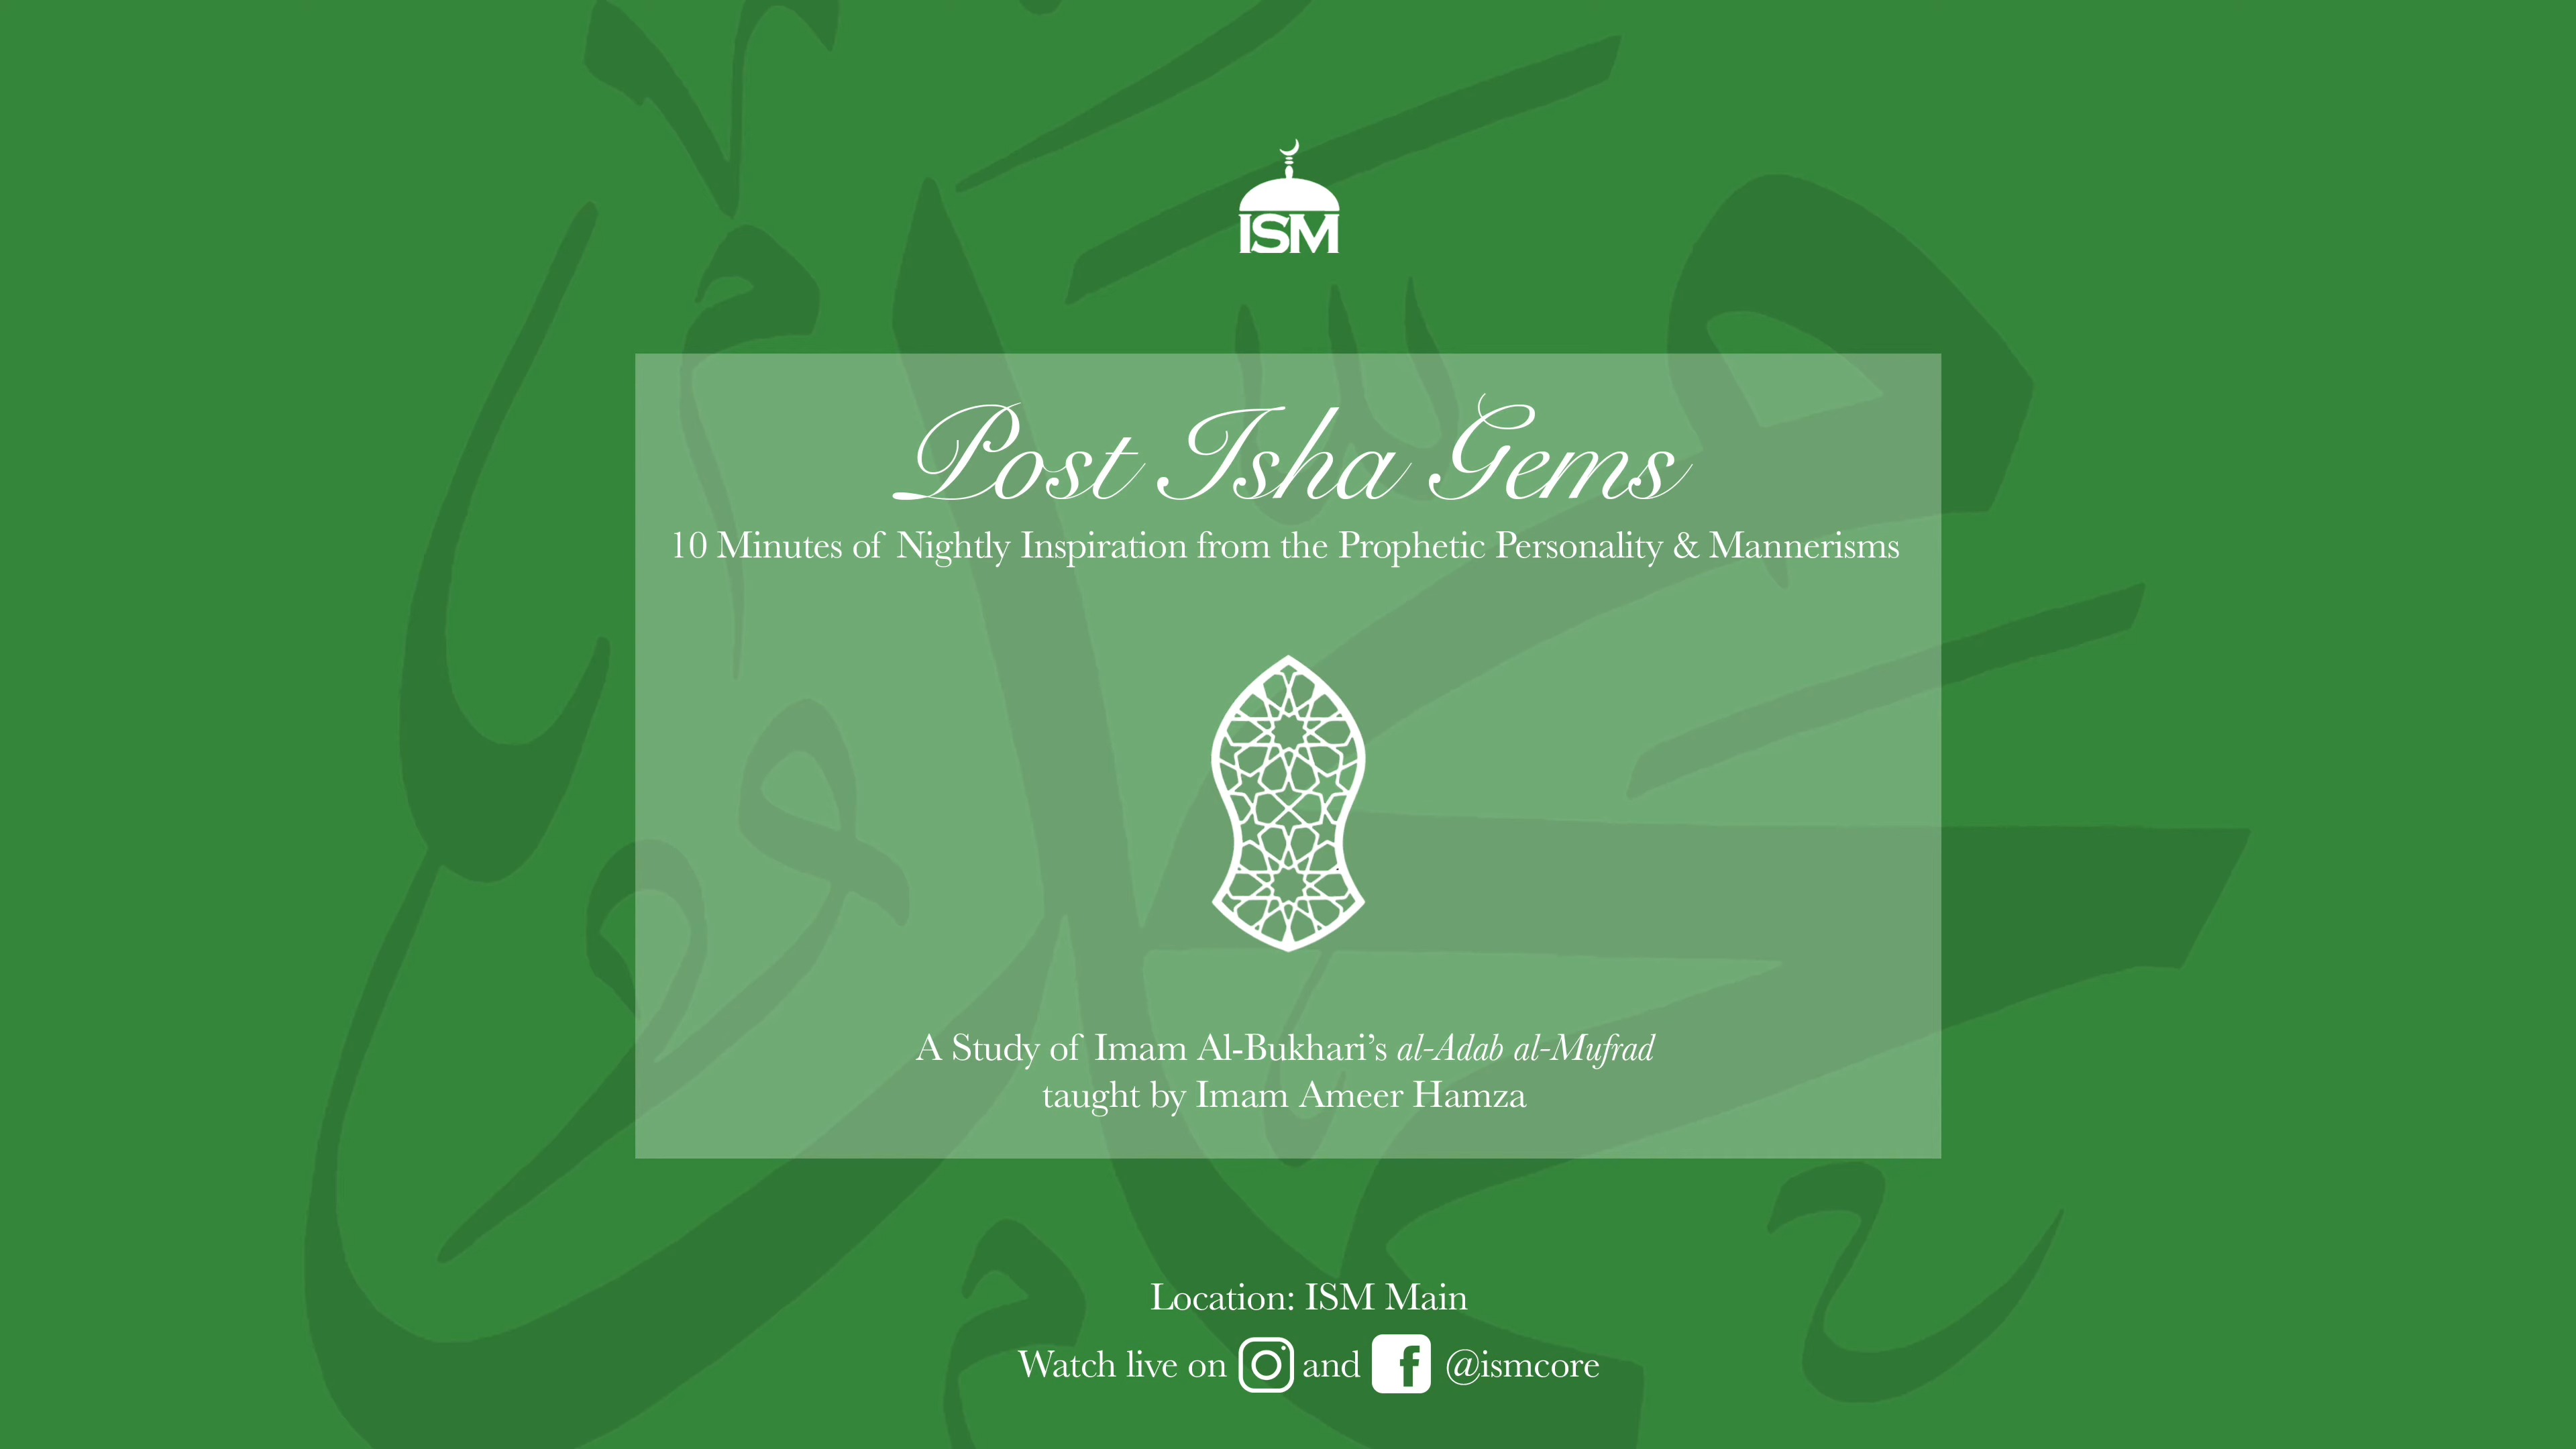 ISM
Post Isha Gems
10 Minutes of Nightly Inspiration from the Prophetic Personality & Mannerisms
A Study of Imam Al-Bukhari’s al-Adab al-Mufrad
taught by Imam Ameer Hamza
Location: ISM Main
Watch live on and @ismcore